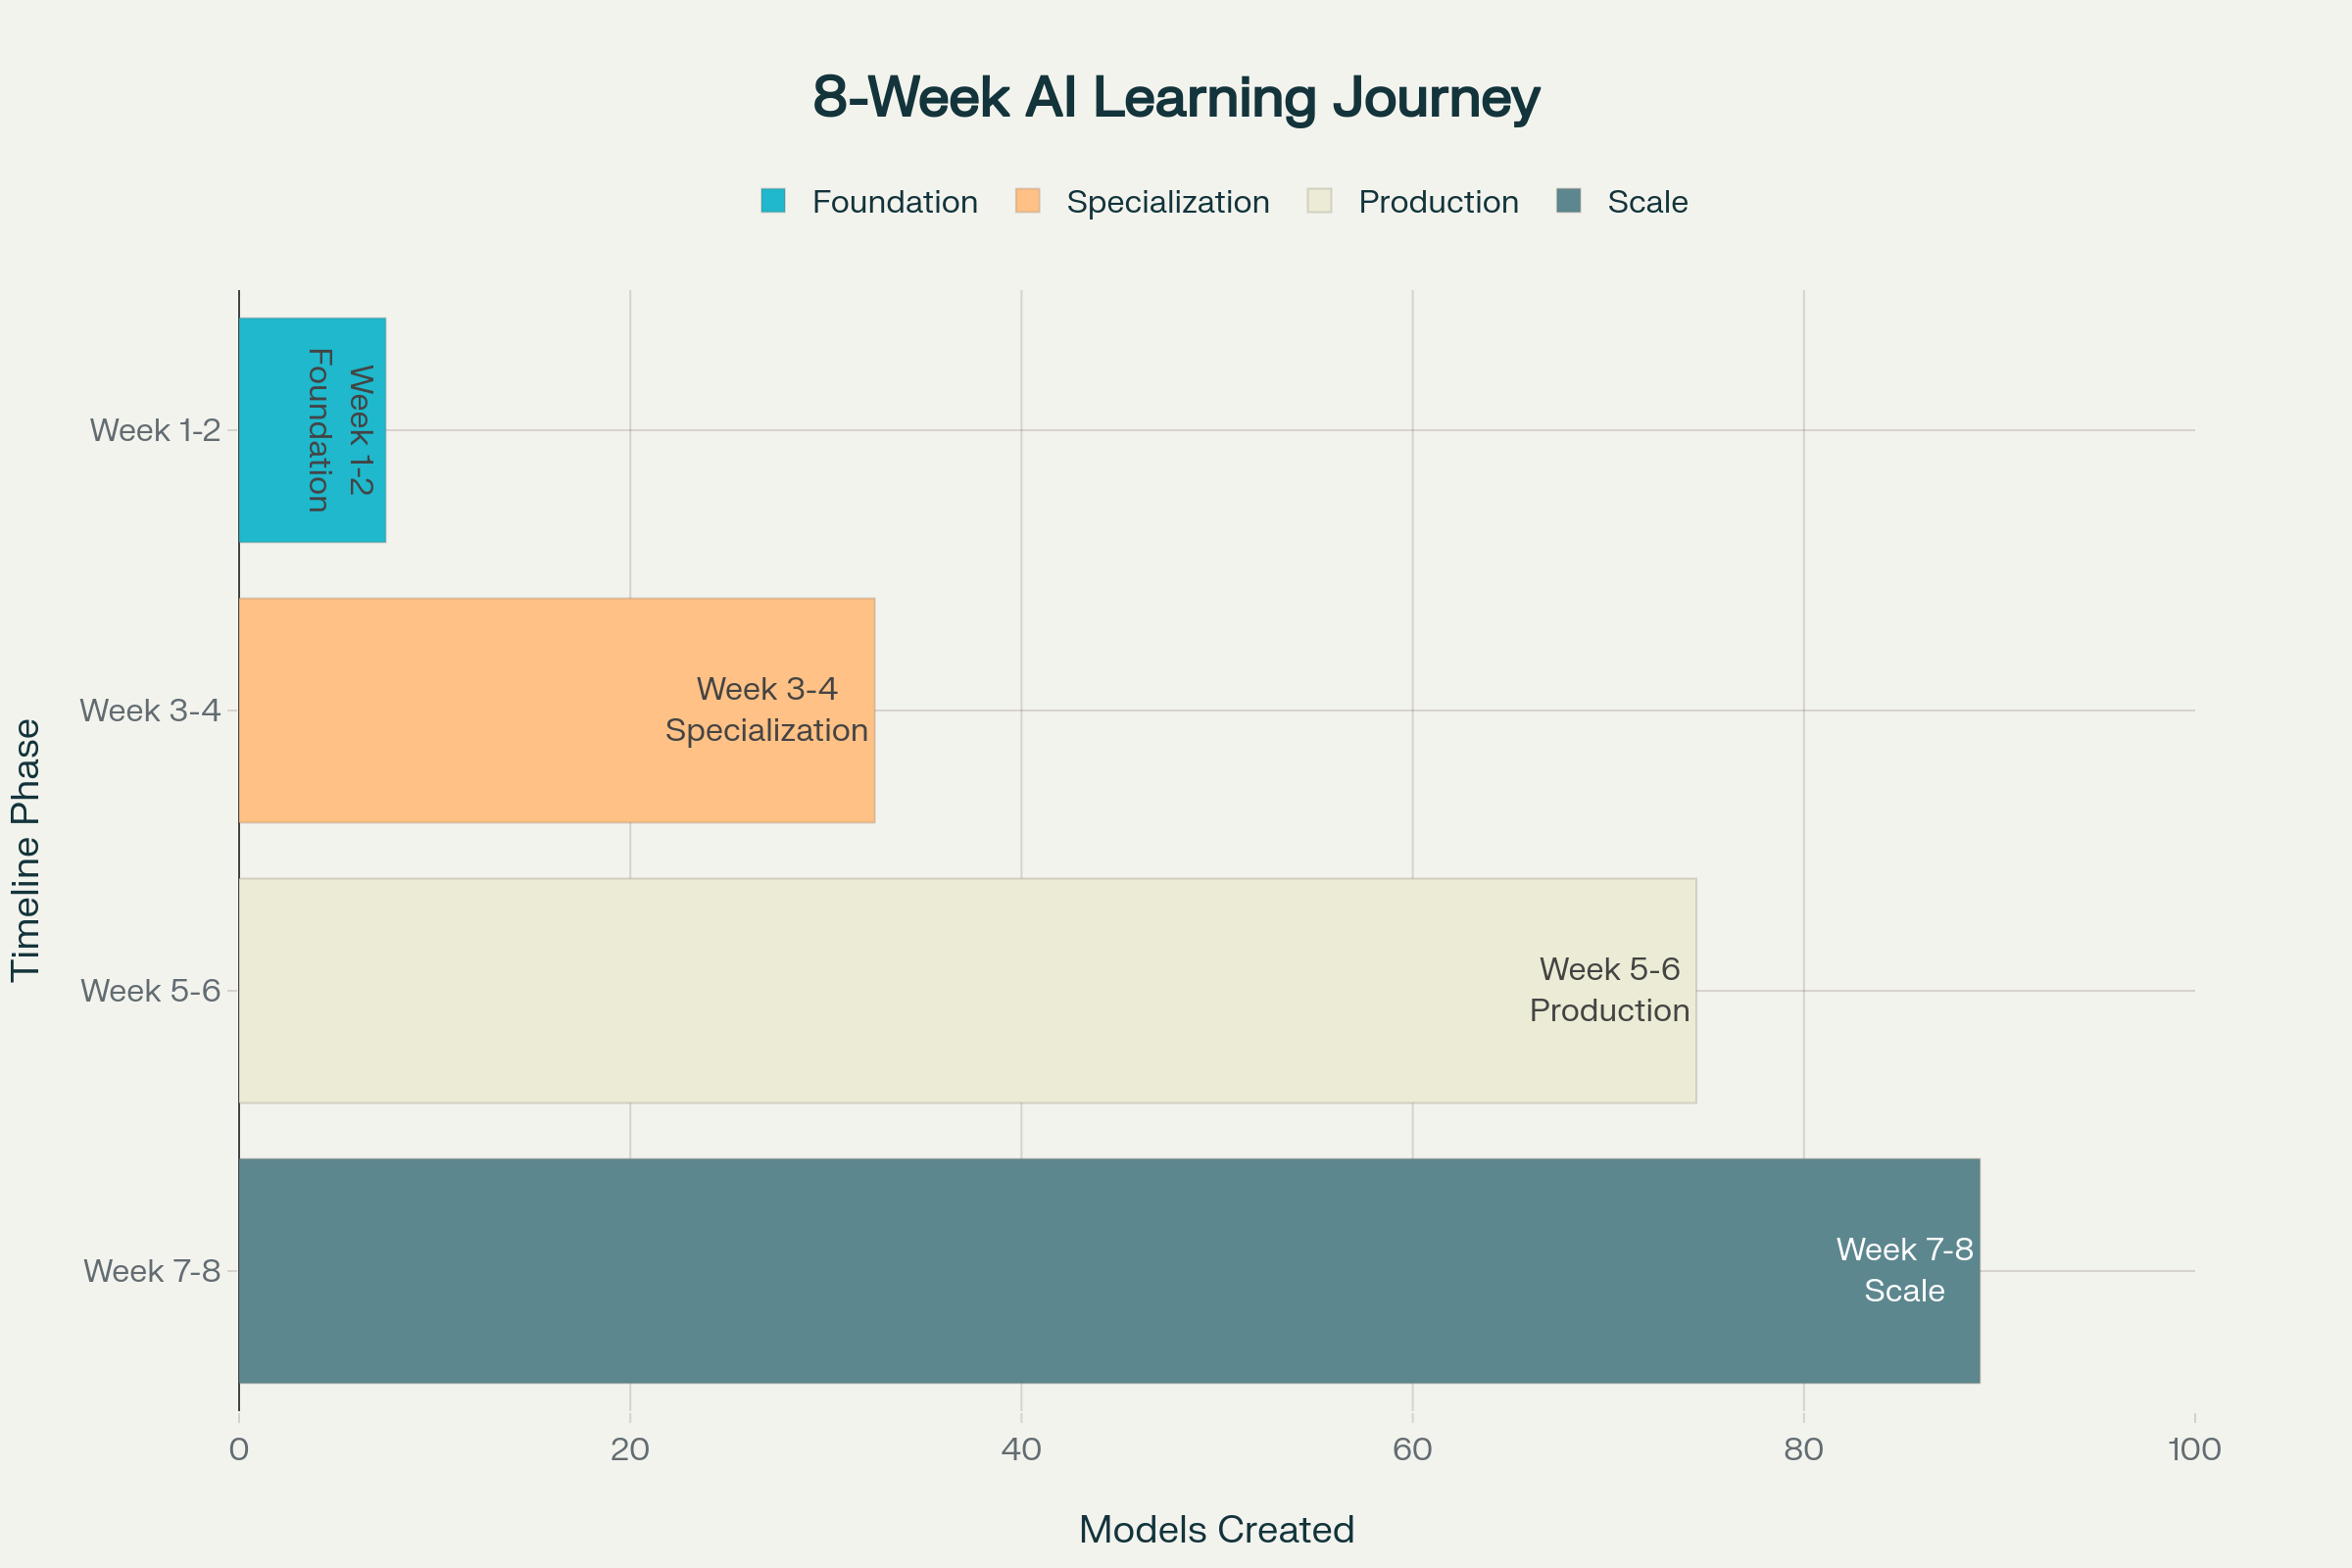 8-Week AI Learning Journey
Foundation Specialization Production Scale
Timeline Phase
Week 1-2
Week 1-2
Foundation
Week 3-4
Week 3-4
Specialization
Week 5-6
Week 5-6
Production
Week 7-8
Week 7-8
Scale
0 20 40 60 80 100
Models Created